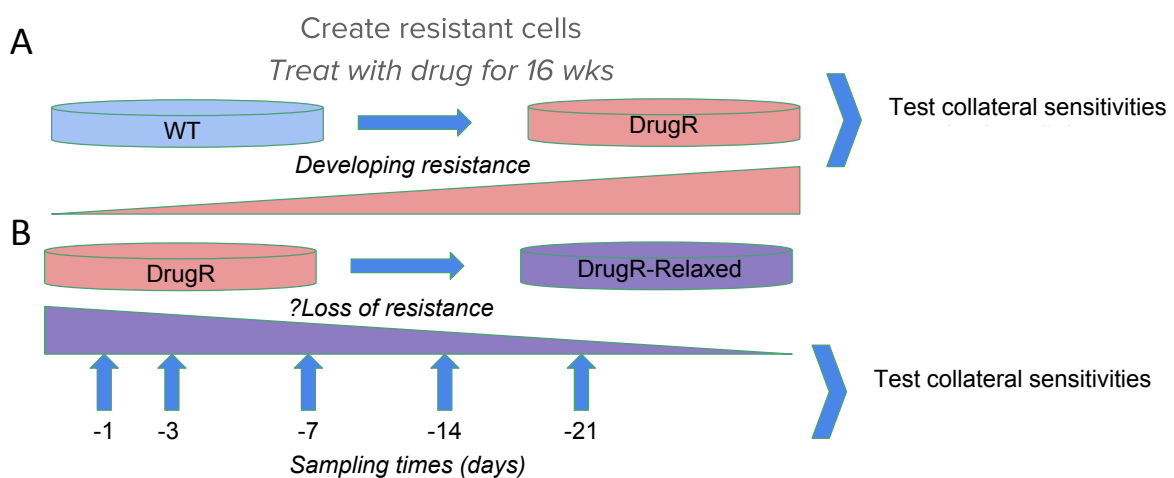 A
Create resistant cells
Treat with drug for 16 wks
WT
DrugR
Test collateral sensitivities
Developing resistance
B
DrugR
DrugR-Relaxed
?Loss of resistance
Test collateral sensitivities
-1 -3 -7 -14 -21
Sampling times (days)